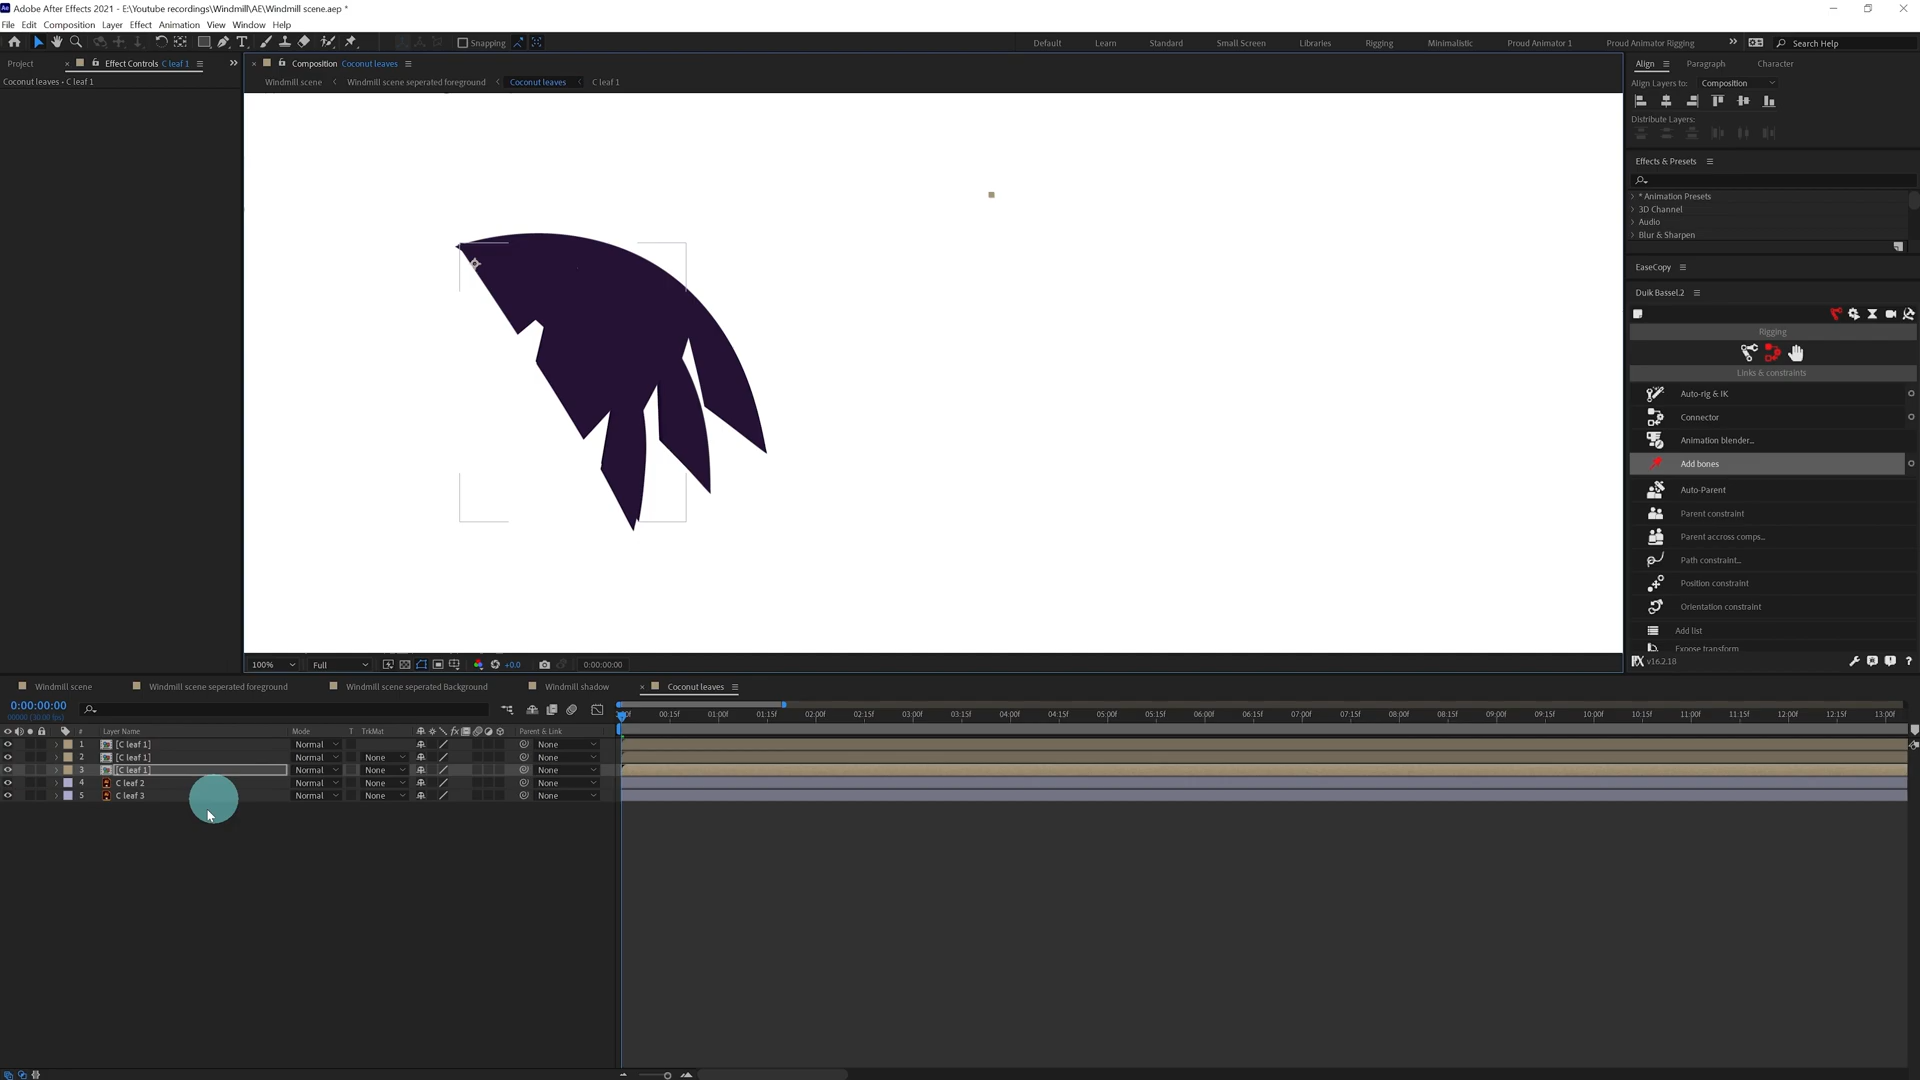 Adobe After Effects 2021 - E:\Youtube recordings\Windmill\AE\Windmill scene.aep *
File Edit Composition Layer Effect Animation View Window Help
Snapping
Default Learn Standard Small Screen Libraries Rigging Minimalistic Proud Animator 1 Proud Animator Rigging
Search Help
Project
Effect Controls C leaf 1
Coconut leaves • C leaf 1
Composition Coconut leaves
Windmill scene Windmill scene seperated foreground Coconut leaves C leaf 1
Align Paragraph Character
Align Layers to: Composition
Distribute Layers:
Effects & Presets
* Animation Presets
3D Channel
Audio
Blur & Sharpen
EaseCopy
Duik Bassel.2
Rigging
Links & constraints
Auto-rig & IK
Connector
Animation blender...
Add bones
Auto-Parent
Parent constraint
Parent accross comps...
Path constraint...
Position constraint
Orientation constraint
Add list
Expose transform
v16.2.18
100% Full +0.0 0:00:00:00
Windmill scene Windmill scene seperated foreground Windmill scene seperated Background Windmill shadow Coconut leaves
0:00:00:00
00000 (30.00 fps)
00:15f 01:00f 01:15f 02:00f 02:15f 03:00f 03:15f 04:00f 04:15f 05:00f 05:15f 06:00f 06:15f 07:00f 07:15f 08:00f 08:15f 09:00f 09:15f 10:00f 10:15f 11:00f 11:15f 12:00f 12:15f 13:00f
# Layer Name Mode T TrkMat Parent & Link
1 [C leaf 1] Normal None
2 [C leaf 1] Normal None None
3 [C leaf 1] Normal None None
4 C leaf 2 Normal None None
5 C leaf 3 Normal None None